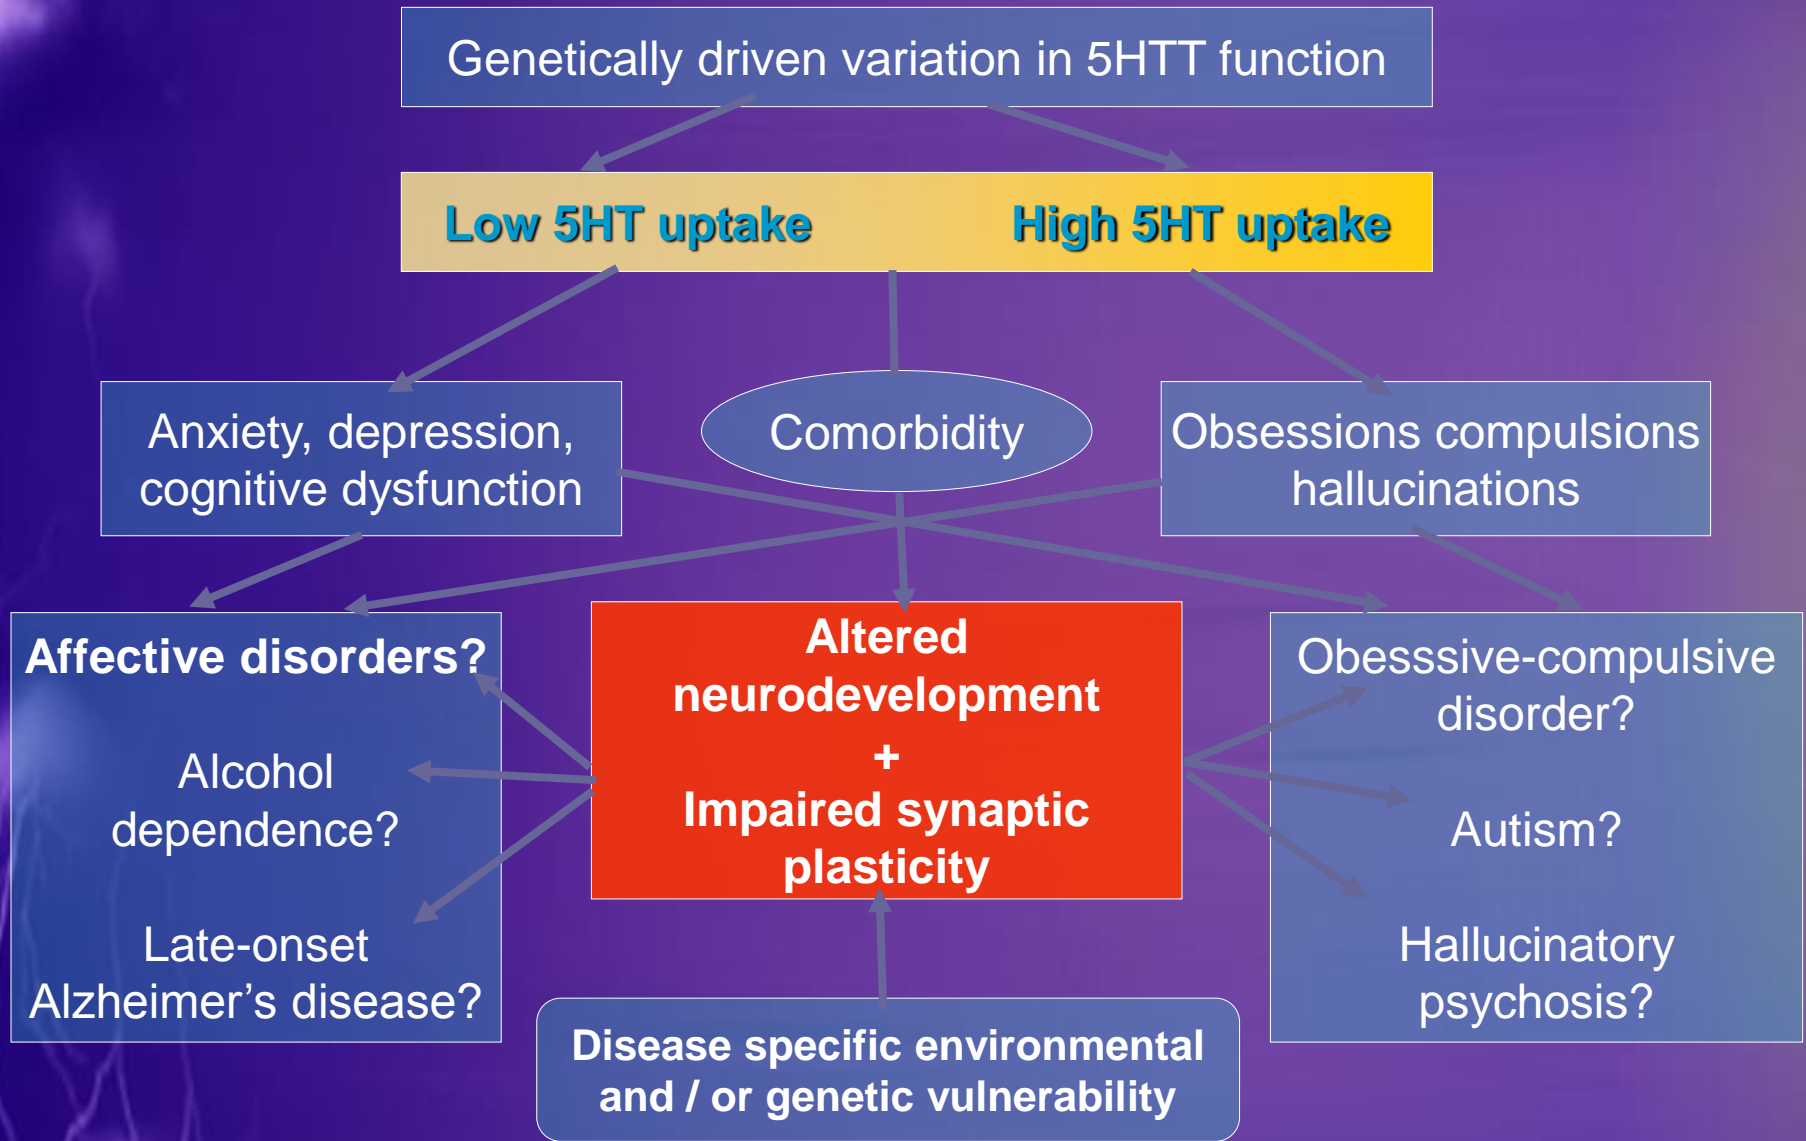 Genetically driven variation in 5HTT function
Low 5HT uptake
High 5HT uptake
Anxiety, depression,
cognitive dysfunction
Comorbidity
Obsessions compulsions
hallucinations
Affective disorders?
Alcohol
dependence?
Late-onset
Alzheimer’s disease?
Altered
neurodevelopment
+
Impaired synaptic
plasticity
Obesssive-compulsive
disorder?
Autism?
Hallucinatory
psychosis?
Disease specific environmental
and / or genetic vulnerability